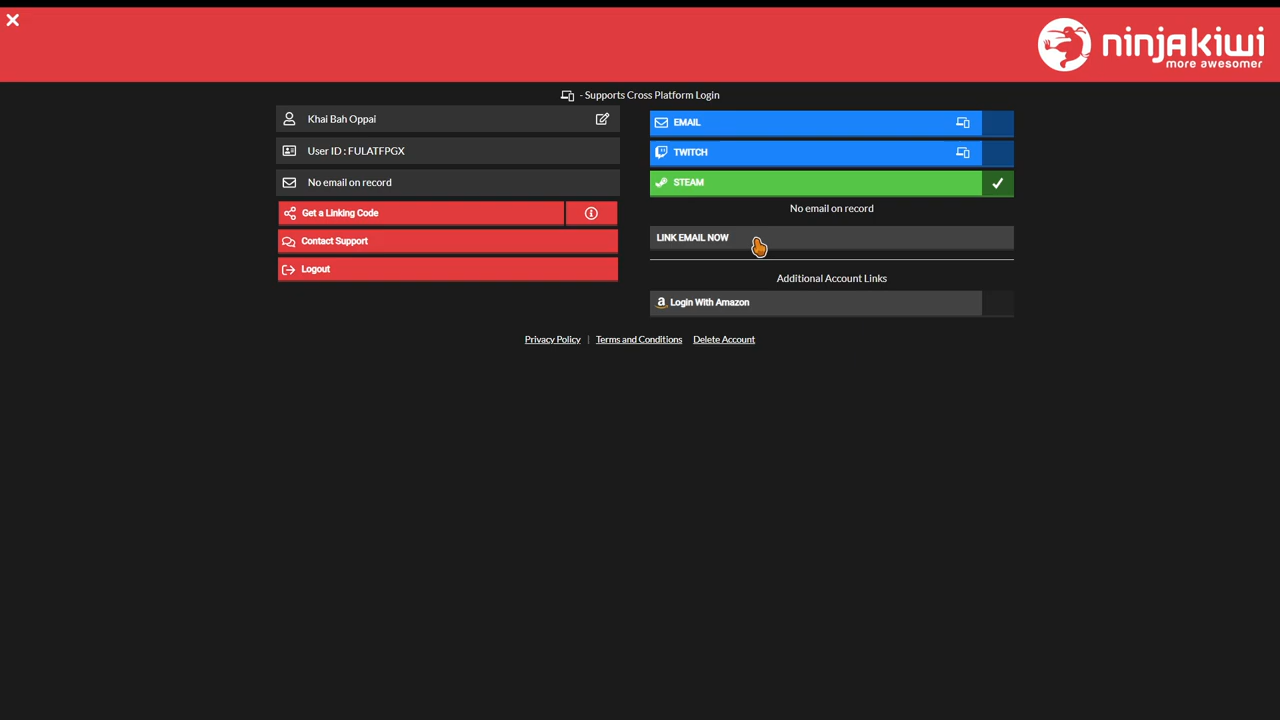 ninjakiwi
more awesomer
- Supports Cross Platform Login
Khai Bah Oppai
User ID : FULATFPGX
No email on record
Get a Linking Code
Contact Support
Logout
EMAIL
TWITCH
STEAM
No email on record
LINK EMAIL NOW
Additional Account Links
Login With Amazon
Privacy Policy | Terms and Conditions Delete Account